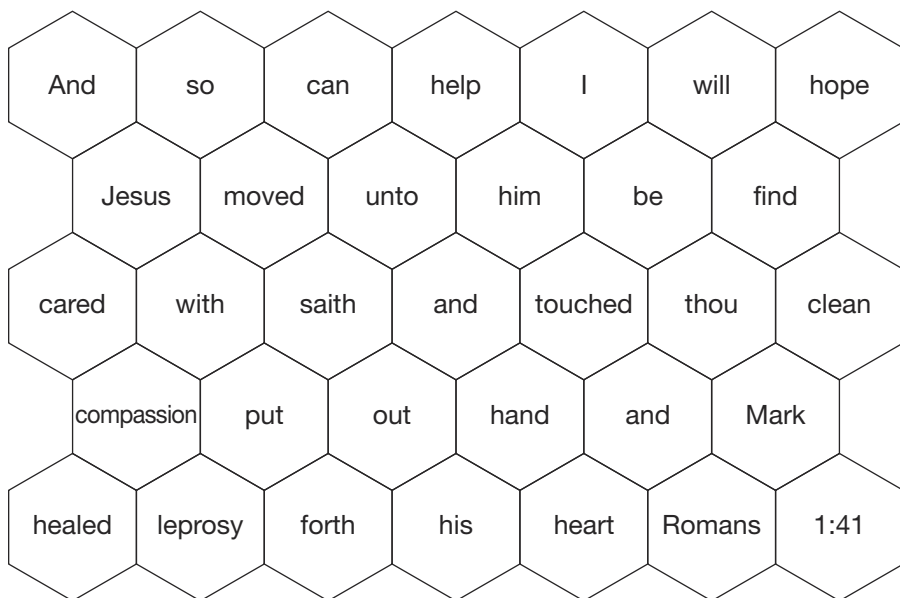 And so can help I will hope
Jesus moved unto him be find
cared with saith and touched thou clean
compassion put out hand and Mark
healed leprosy forth his heart Romans 1:41